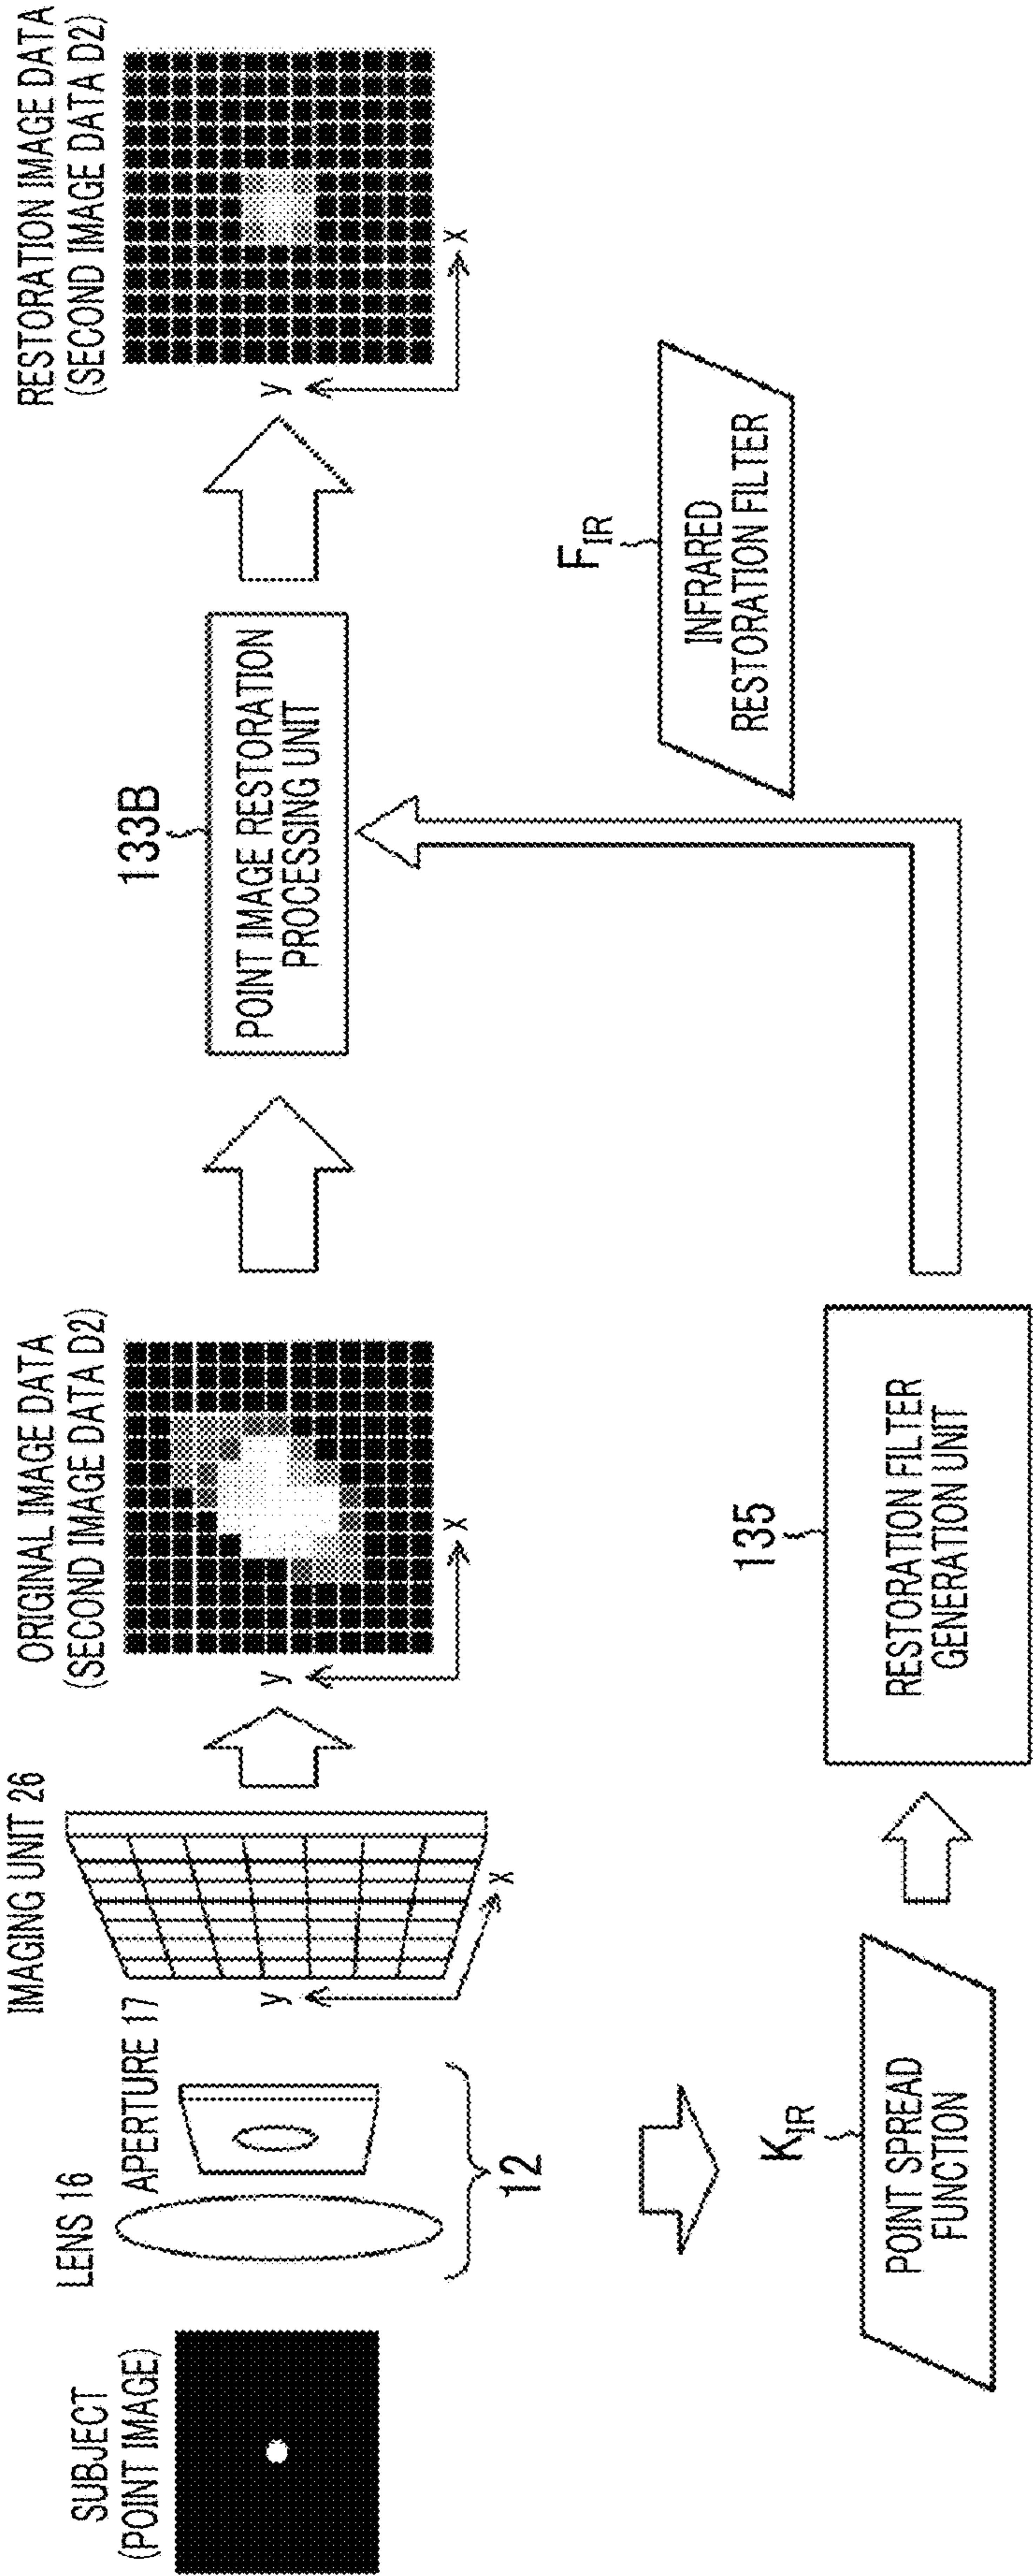 SUBJECT
(POINT IMAGE)
LENS 16
APERTURE 17
12
IMAGING UNIT 26
y
x
ORIGINAL IMAGE DATA
(SECOND IMAGE DATA D2)
y
x
133B
POINT IMAGE RESTORATION
PROCESSING UNIT
RESTORATION IMAGE DATA
(SECOND IMAGE DATA D2)
y
x
KIR
POINT SPREAD
FUNCTION
135
RESTORATION FILTER
GENERATION UNIT
FIR
INFRARED
RESTORATION FILTER